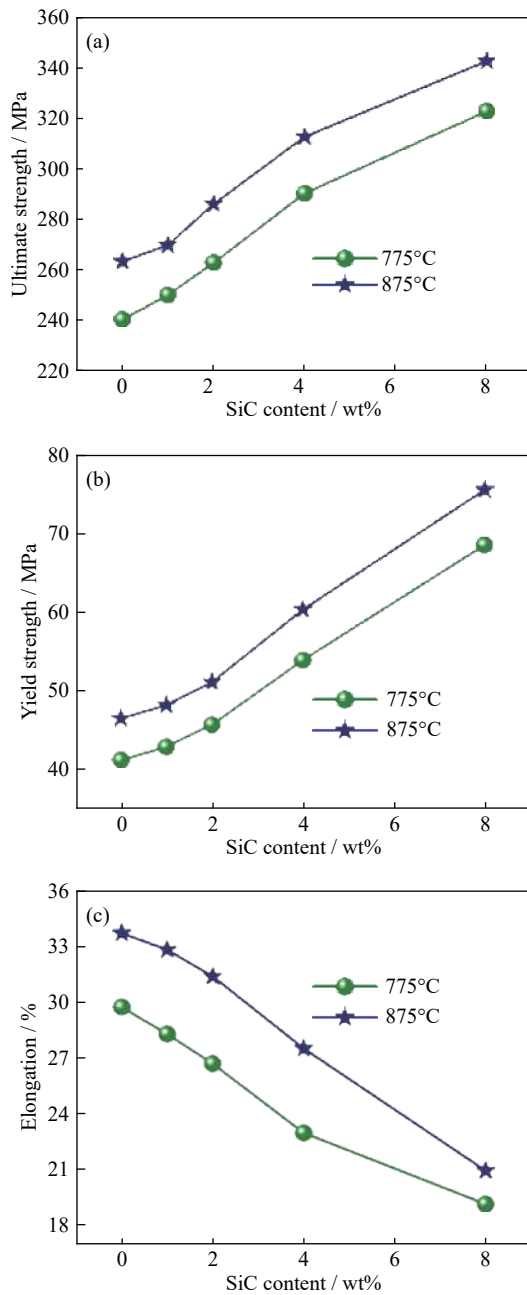 (a)
360
340
320
300
280
260
240
220
Ultimate strength / MPa
775°C
875°C
0 2 4 6 8
SiC content / wt%
(b)
80
70
60
50
40
Yield strength / MPa
775°C
875°C
0 2 4 6 8
SiC content / wt%
(c)
36
33
30
27
24
21
18
Elongation / %
775°C
875°C
0 2 4 6 8
SiC content / wt%